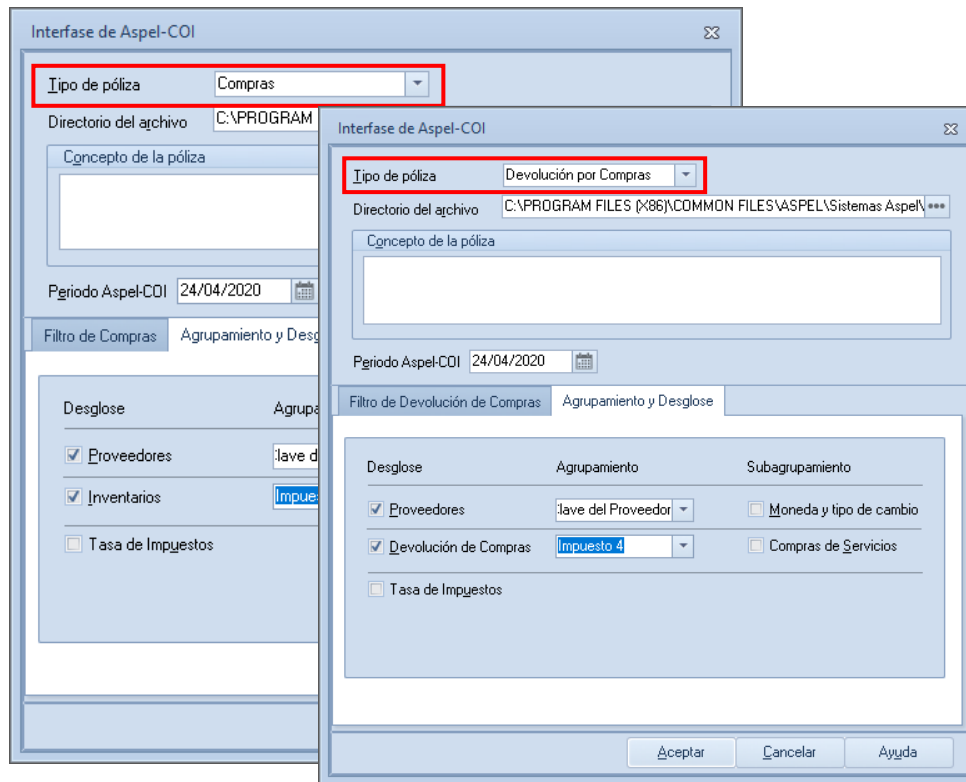 Interfase de Aspel-COI
Tipo de póliza Compras
Directorio del archivo C:\PROGRAM
Concepto de la póliza
Periodo Aspel-COI 24/04/2020
Filtro de Compras Agrupamiento y Desg
Desglose Agrupa
Proveedores :lave d
Inventarios Impues
Tasa de Impuestos
Interfase de Aspel-COI
Tipo de póliza Devolución por Compras
Directorio del archivo C:\PROGRAM FILES (X86)\COMMON FILES\ASPEL\Sistemas Aspel\
Concepto de la póliza
Periodo Aspel-COI 24/04/2020
Filtro de Devolución de Compras Agrupamiento y Desglose
Desglose Agrupamiento Subagrupamiento
Proveedores :lave del Proveedor Moneda y tipo de cambio
Devolución de Compras Impuesto 4 Compras de Servicios
Tasa de Impuestos
Aceptar Cancelar Ayuda